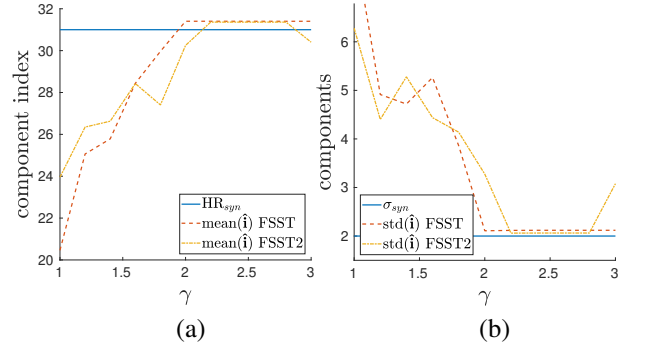 component index
32
30
28
26
24
22
20
1
1.5
2
2.5
3
γ
HR_syn
mean(î) FSST
mean(î) FSST2
(a)
components
6
5
4
3
2
1
1.5
2
2.5
3
γ
σ_syn
std(î) FSST
std(î) FSST2
(b)